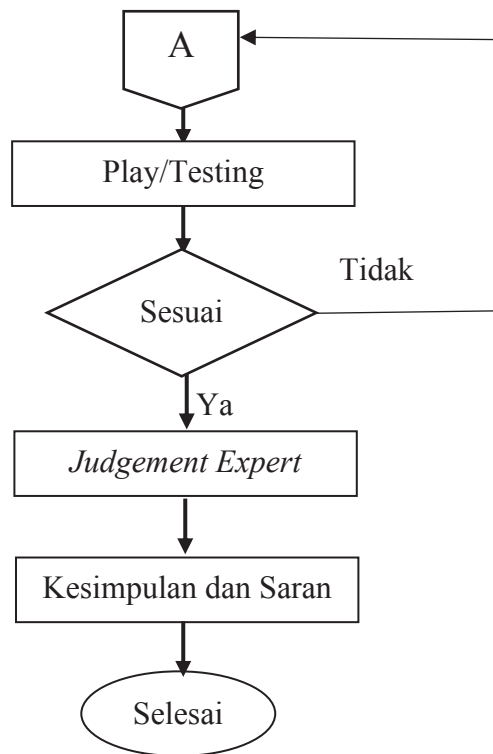 A
Play/Testing
Tidak
Sesuai
Ya
Judgement Expert
Kesimpulan dan Saran
Selesai